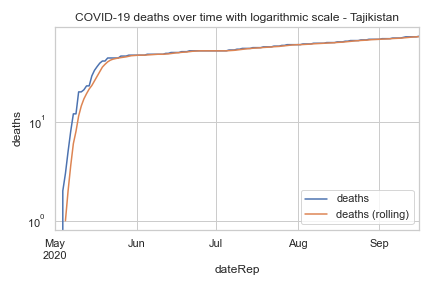 COVID-19 deaths over time with logarithmic scale - Tajikistan
deaths
10¹
10⁰
deaths
deaths (rolling)
May Jun Jul Aug Sep
2020
dateRep